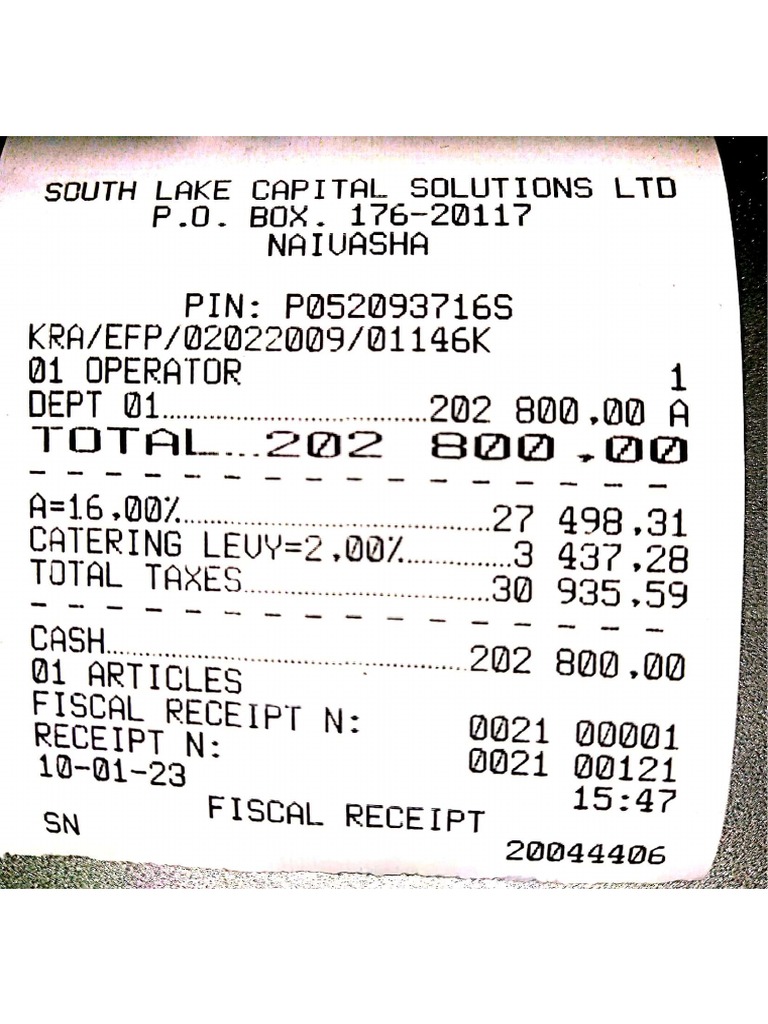 SOUTH LAKE CAPITAL SOLUTIONS LTD
P.O. BOX. 176-20117
NAIVASHA
PIN: P052093716S
KRA/EFP/02022009/01146K
01 OPERATOR 1
DEPT 01..............................202 800.00 A
TOTAL...202 800.00
- - - - - - - - - - - - - - - - - -
A=16.00%...................................27 498.31
CATERING LEVY=2.00%............3 437.28
TOTAL TAXES............................30 935.59
- - - - - - - - - - - - - - - - - -
CASH.........................................202 800.00
01 ARTICLES
FISCAL RECEIPT N: 0021 00001
RECEIPT N: 0021 00121
10-01-23 15:47
FISCAL RECEIPT
SN 20044406